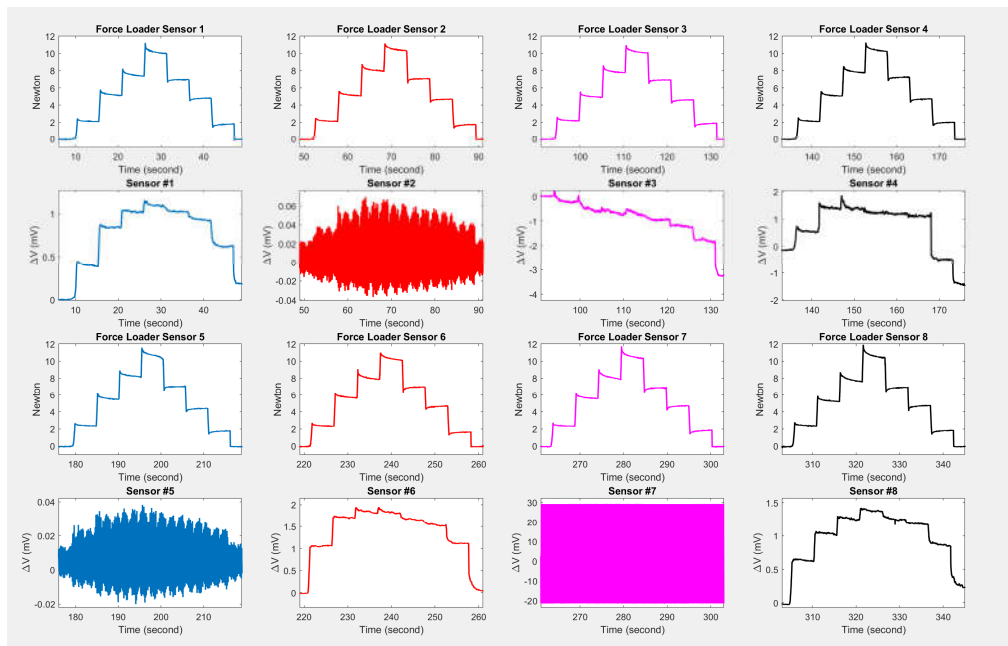 Force Loader Sensor 1
Newton
12
10
8
6
4
2
0
10 20 30 40
Time (second)
Force Loader Sensor 2
12
10
8
6
4
2
0
50 60 70 80 90
Time (second)
Force Loader Sensor 3
Newton
12
10
8
6
4
2
0
100 110 120 130
Time (second)
Force Loader Sensor 4
Newton
12
10
8
6
4
2
0
140 150 160 170
Time (second)
Sensor #1
ΔV (mV)
1
0.5
0
10 20 30 40
Time (second)
Sensor #2
ΔV (mV)
0.06
0.04
0.02
0
-0.02
-0.04
50 60 70 80 90
Time (second)
Sensor #3
ΔV (mV)
0
-1
-2
-3
-4
100 110 120 130
Time (second)
Sensor #4
ΔV (mV)
2
1
0
-1
-2
140 150 160 170
Time (second)
Force Loader Sensor 5
Newton
12
10
8
6
4
2
0
180 190 200 210
Time (second)
Force Loader Sensor 6
Newton
12
10
8
6
4
2
0
220 230 240 250 260
Time (second)
Force Loader Sensor 7
Newton
12
10
8
6
4
2
0
270 280 290 300
Time (second)
Force Loader Sensor 8
Newton
12
10
8
6
4
2
0
310 320 330 340
Time (second)
Sensor #5
ΔV (mV)
0.04
0.02
0
-0.02
180 190 200 210
Time (second)
Sensor #6
ΔV (mV)
2
1.5
1
0.5
0
220 230 240 250 260
Time (second)
Sensor #7
ΔV (mV)
30
20
10
0
-10
-20
270 280 290 300
Time (second)
Sensor #8
ΔV (mV)
1.5
1
0.5
0
310 320 330 340
Time (second)